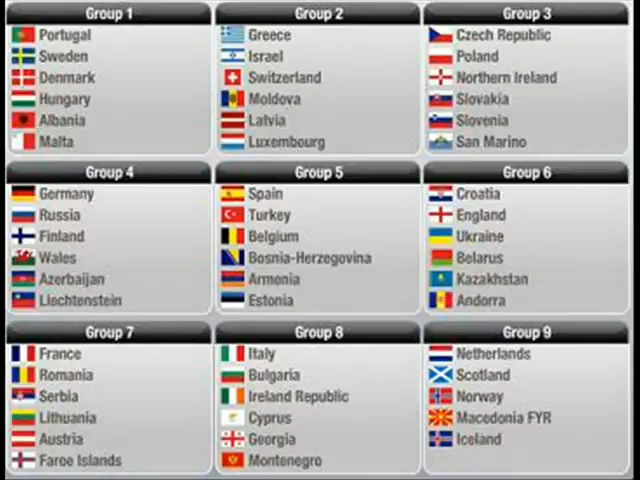 Group 1
Portugal
Sweden
Denmark
Hungary
Albania
Malta
Group 2
Greece
Israel
Switzerland
Moldova
Latvia
Luxembourg
Group 3
Czech Republic
Poland
Northern Ireland
Slovakia
Slovenia
San Marino
Group 4
Germany
Russia
Finland
Wales
Azerbaijan
Liechtenstein
Group 5
Spain
Turkey
Belgium
Bosnia-Herzegovina
Armenia
Estonia
Group 6
Croatia
England
Ukraine
Belarus
Kazakhstan
Andorra
Group 7
France
Romania
Serbia
Lithuania
Austria
Faroe Islands
Group 8
Italy
Bulgaria
Ireland Republic
Cyprus
Georgia
Montenegro
Group 9
Netherlands
Scotland
Norway
Macedonia FYR
Iceland